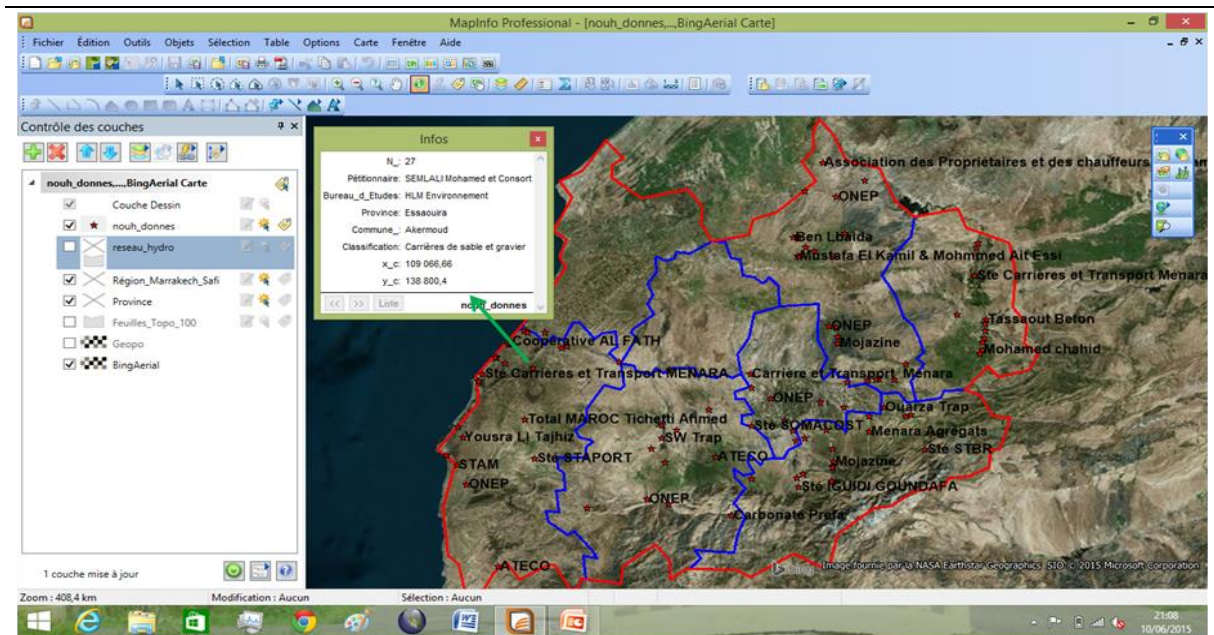 MapInfo Professional - [nouh_donnes,...,BingAerial Carte]
Fichier Édition Outils Objets Sélection Table Options Carte Fenêtre Aide
Contrôle des couches
nouh_donnes,...,BingAerial Carte
Couche Dessin
nouh_donnes
reseau_hydro
Région_Marrakech_Safi
Province
Feuilles_Topo_100
Geopo
BingAerial
1 couche mise à jour
Infos
N_: 27
Pétitionnaire: SEMLALI Mohamed et Consort
Bureau_d_Etudes: HLM Environnement
Province: Essaouira
Commune_: Akermoud
Classification: Carrières de sable et gravier
x_c: 109 066,66
y_c: 138 800,4
<< >> Liste nouh_donnes
Association des Propriétaires et des chauffeurs
ONEP
Ben Lbaida
Mustafa El Kamil & Mohmmed Ait Essi
Ste Carrieres et Transport Menara
Tassaout Beton
ONEP
Mojazine
Mohamed chahid
Cooperative AL FATH
Sté Carrieres et Transport MENARA
Carriere et Transport Menara
ONEP
Ouarza Trap
Total MAROC Tichetti Ahmed
Sté SOMACOST
Menara Agrégats
Yousra Li Tajhiz
SW Trap
Sté STBR
Sté STAPORT
ATECO
Mojazine
STAM
ONEP
Sté IGUIDI GOUNDAFA
ONEP
Carbonate Prefa
ATECO
Image fournie par la NASA Earthstar Geographics SIO © 2015 Microsoft Corporation
Zoom : 408,4 km Modification : Aucun Sélection : Aucun
21:08
10/06/2015